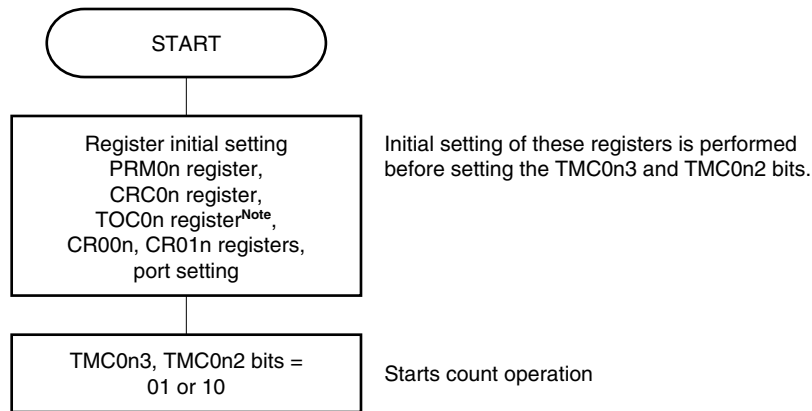 START
Register initial setting
PRM0n register,
CRC0n register,
TOC0n registerNote,
CR00n, CR01n registers,
port setting
Initial setting of these registers is performed
before setting the TMC0n3 and TMC0n2 bits.
TMC0n3, TMC0n2 bits =
01 or 10
Starts count operation